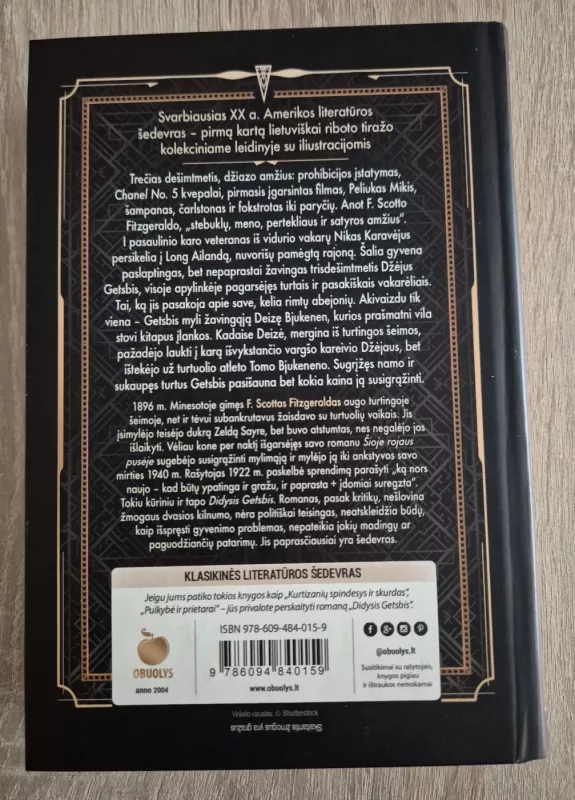 Svarbiausias XX a. Amerikos literatūros
šedevras – pirmą kartą lietuviškai riboto tiražo
kolekciniame leidinyje su iliustracijomis
Trečias dešimtmetis, džiazo amžius: prohibicijos įstatymas,
Chanel No. 5 kvepalai, pirmasis įgarsintas filmas, Peliukas Mikis,
šampanas, čarlstonas ir fokstrotas iki paryčių. Anot F. Scotto
Fitzgeraldo, „stebuklų, meno, pertekliaus ir satyros amžius“.
I pasaulinio karo veteranas iš vidurio vakarų Nikas Karavėjus
persikelia į Long Ailandą, nuvorišų pamėgtą rajoną. Šalia gyvena
paslaptingas, bet nepaprastai žavingas trisdešimtmetis Džėjus
Getsbis, visoje apylinkėje pagarsėjęs turtais ir pasakiškais vakarėliais.
Tai, ką jis pasakoja apie save, kelia rimtų abejonių. Akivaizdu tik
viena – Getsbis myli žavingąją Deizę Bjukenen, kurios prašmatni vila
stovi kitapus įlankos. Kadaise Deizė, mergina iš turtingos šeimos,
pažadėjo laukti į karą išvykstančio vargšo kareivio Džėjaus, bet
ištekėjo už turtuolio atleto Tomo Bjukeneno. Sugrįžęs namo ir
sukaupęs turtus Getsbis pasišauna bet kokia kaina ją susigrąžinti.
1896 m. Minesotoje gimęs F. Scottas Fitzgeraldas augo turtingoje
šeimoje, net ir tėvui subankrutavus žaisdavo su turtuolių vaikais. Jis
įsimylėjo teisėjo dukrą Zeldą Sayre, bet buvo atstumtas, nes negalėjo jos
išlaikyti. Vėliau kone per naktį išgarsėjęs savo romanu Šioje rojaus
pusėje sugebėjo susigrąžinti mylimąją ir mylėjo ją iki ankstyvos savo
mirties 1940 m. Rašytojas 1922 m. paskelbė sprendimą parašyti „ką nors
naujo – kad būtų ypatinga ir gražu, ir paprasta + įdomiai suregzta“.
Tokiu kūriniu ir tapo Didysis Getsbis. Romanas, pasak kritikų, nešlovina
žmogaus dvasios kilnumo, nėra politiškai teisingas, neatskleidžia būdų,
kaip išspręsti gyvenimo problemas, nepateikia jokių madingų ar
paguodžiančių patarimų. Jis paprasčiausiai yra šedevras.
KLASIKINĖS LITERATŪROS ŠEDEVRAS
Jeigu jums patiko tokios knygos kaip „Kurtizanių spindesys ir skurdas“,
„Puikybė ir prietarai“ – jūs privalote perskaityti romaną „Didysis Getsbis“.
OBUOLYS
anno 2004
ISBN 978-609-484-015-9
9 786094 840159
www.obuolys.lt
@obuolys.lt
Susitikimai su rašytojais,
knygos pigiau
ir ištraukos nemokamai
Viršelio vizualas: © Shutterstock
Skaitantis žmogus yra gražus